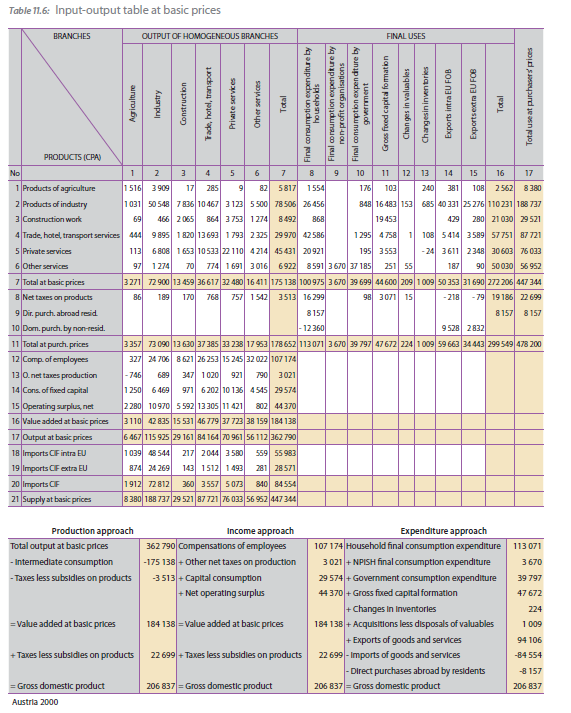 Table 11.6: Input-output table at basic prices
BRANCHES
OUTPUT OF HOMOGENEOUS BRANCHES
FINAL USES
PRODUCTS (CPA)
Agriculture
Industry
Construction
Trade, hotel, transport
Private services
Other services
Total
Final consumption expenditure by households
Final consumption expenditure by non-profit organisations
Final consumption expenditure by government
Gross fixed capital formation
Changes in valuables
Changes in inventories
Exports intra EU FOB
Exports extra EU FOB
Total
Total use at purchasers' prices
No 1 2 3 4 5 6 7 8 9 10 11 12 13 14 15 16 17
1 Products of agriculture 1 516 3 909 17 285 9 82 5 817 1 554 176 103 240 381 108 2 562 8 380
2 Products of industry 1 031 50 548 7 836 10 467 3 123 5 500 78 506 26 456 848 16 483 153 685 40 331 25 276 110 231 188 737
3 Construction work 69 466 2 065 864 3 753 1 274 8 492 868 19 453 429 280 21 030 29 521
4 Trade, hotel, transport services 444 9 895 1 820 13 693 1 793 2 325 29 970 42 586 1 295 4 758 1 108 5 414 3 589 57 751 87 721
5 Private services 113 6 808 1 653 10 533 22 110 4 214 45 431 20 921 195 3 553 - 24 3 611 2 348 30 603 76 033
6 Other services 97 1 274 70 774 1 691 3 016 6 922 8 591 3 670 37 185 251 55 187 90 50 030 56 952
7 Total at basic prices 3 271 72 900 13 459 36 617 32 480 16 411 175 138 100 975 3 670 39 699 44 600 209 1 009 50 353 31 690 272 206 447 344
8 Net taxes on products 86 189 170 768 757 1 542 3 513 16 299 98 3 071 15 - 218 - 79 19 186 22 699
9 Dir. purch. abroad resid. 8 157 8 157 8 157
10 Dom. purch. by non-resid. - 12 360 9 528 2 832
11 Total at purch. prices 3 357 73 090 13 630 37 385 33 238 17 953 178 652 113 071 3 670 39 797 47 672 224 1 009 59 663 34 443 299 549 478 200
12 Comp. of employees 327 24 706 8 621 26 253 15 245 32 022 107 174
13 O. net taxes production - 746 689 347 1 020 921 790 3 021
14 Cons. of fixed capital 1 250 6 469 971 6 202 10 136 4 545 29 574
15 Operating surplus, net 2 280 10 970 5 592 13 305 11 421 802 44 370
16 Value added at basic prices 3 110 42 835 15 531 46 779 37 723 38 159 184 138
17 Output at basic prices 6 467 115 925 29 161 84 164 70 961 56 112 362 790
18 Imports CIF intra EU 1 039 48 544 217 2 044 3 580 559 55 983
19 Imports CIF extra EU 874 24 269 143 1 512 1 493 281 28 571
20 Imports CIF 1 912 72 812 360 3 557 5 073 840 84 554
21 Supply at basic prices 8 380 188 737 29 521 87 721 76 033 56 952 447 344
Production approach Income approach Expenditure approach
Total output at basic prices 362 790 Compensations of employees 107 174 Household final consumption expenditure 113 071
- Intermediate consumption -175 138 + Other net taxes on production 3 021 + NPISH final consumption expenditure 3 670
- Taxes less subsidies on products -3 513 + Capital consumption 29 574 + Government consumption expenditure 39 797
+ Net operating surplus 44 370 + Gross fixed capital formation 47 672
+ Changes in inventories 224
= Value added at basic prices 184 138 = Value added at basic prices 184 138 + Acquisitions less disposals of valuables 1 009
+ Exports of goods and services 94 106
+ Taxes less subsidies on products 22 699 + Taxes less subsidies on products 22 699 - Imports of goods and services -84 554
- Direct purchases abroad by residents -8 157
= Gross domestic product 206 837 = Gross domestic product 206 837 = Gross domestic product 206 837
Austria 2000